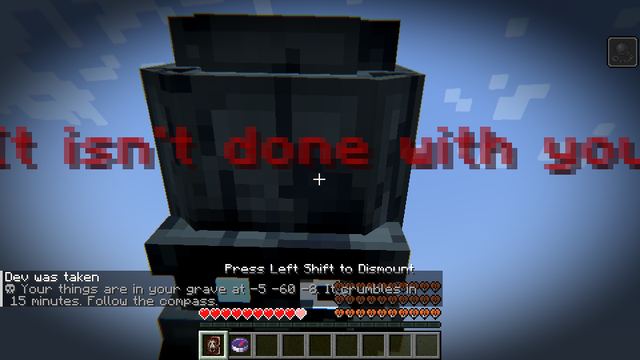 It isn't done with you
Press Left Shift to Dismount
Dev was taken
☠ Your things are in your grave at -5 -60 -8. It crumbles in
15 minutes. Follow the compass.